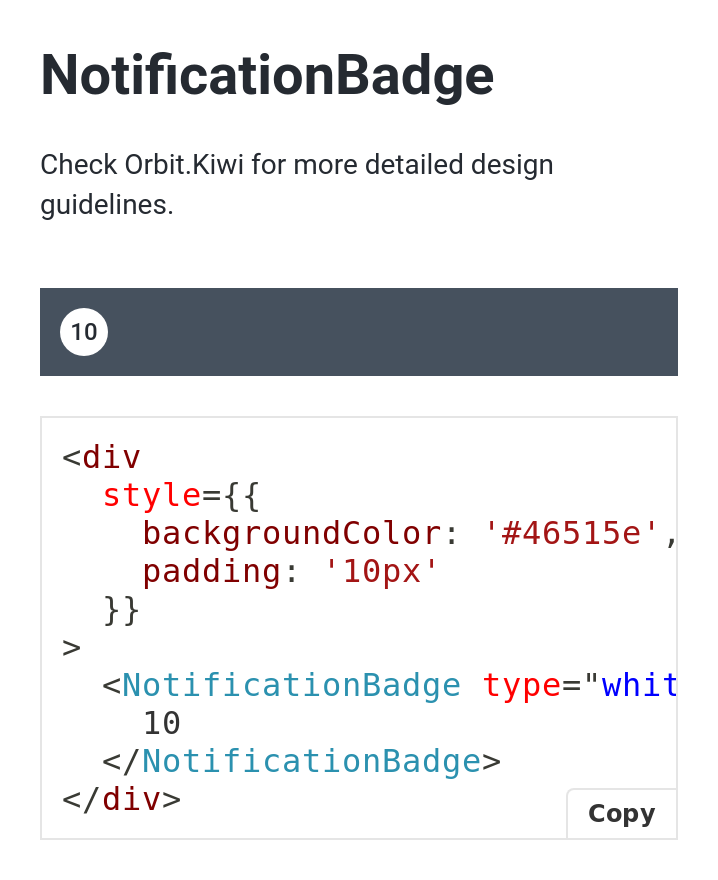 NotificationBadge
Check Orbit.Kiwi for more detailed design
guidelines.
10
<div
  style={{
    backgroundColor: '#46515e',
    padding: '10px'
  }}
>
  <NotificationBadge type="whit
    10
  </NotificationBadge>
</div>
Copy